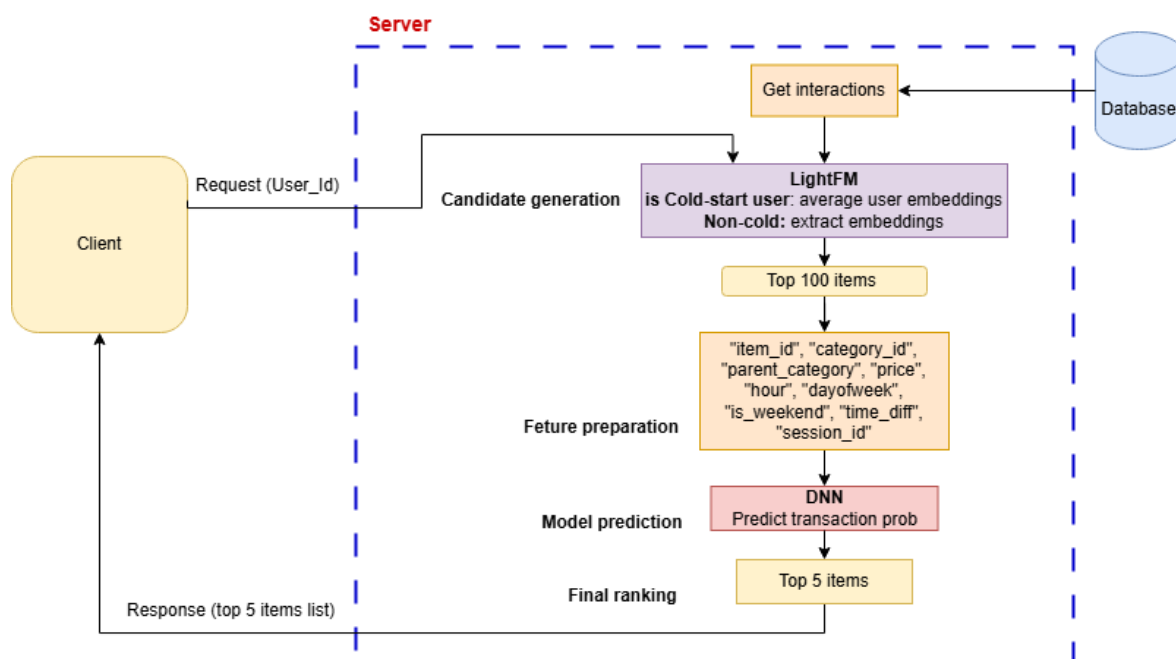 Server
Get interactions
Database
Request (User_Id)
Client
Candidate generation
LightFM
is Cold-start user: average user embeddings
Non-cold: extract embeddings
Top 100 items
"item_id", "category_id",
"parent_category", "price",
"hour", "dayofweek",
"is_weekend", "time_diff",
"session_id"
Feture preparation
DNN
Predict transaction prob
Model prediction
Top 5 items
Final ranking
Response (top 5 items list)